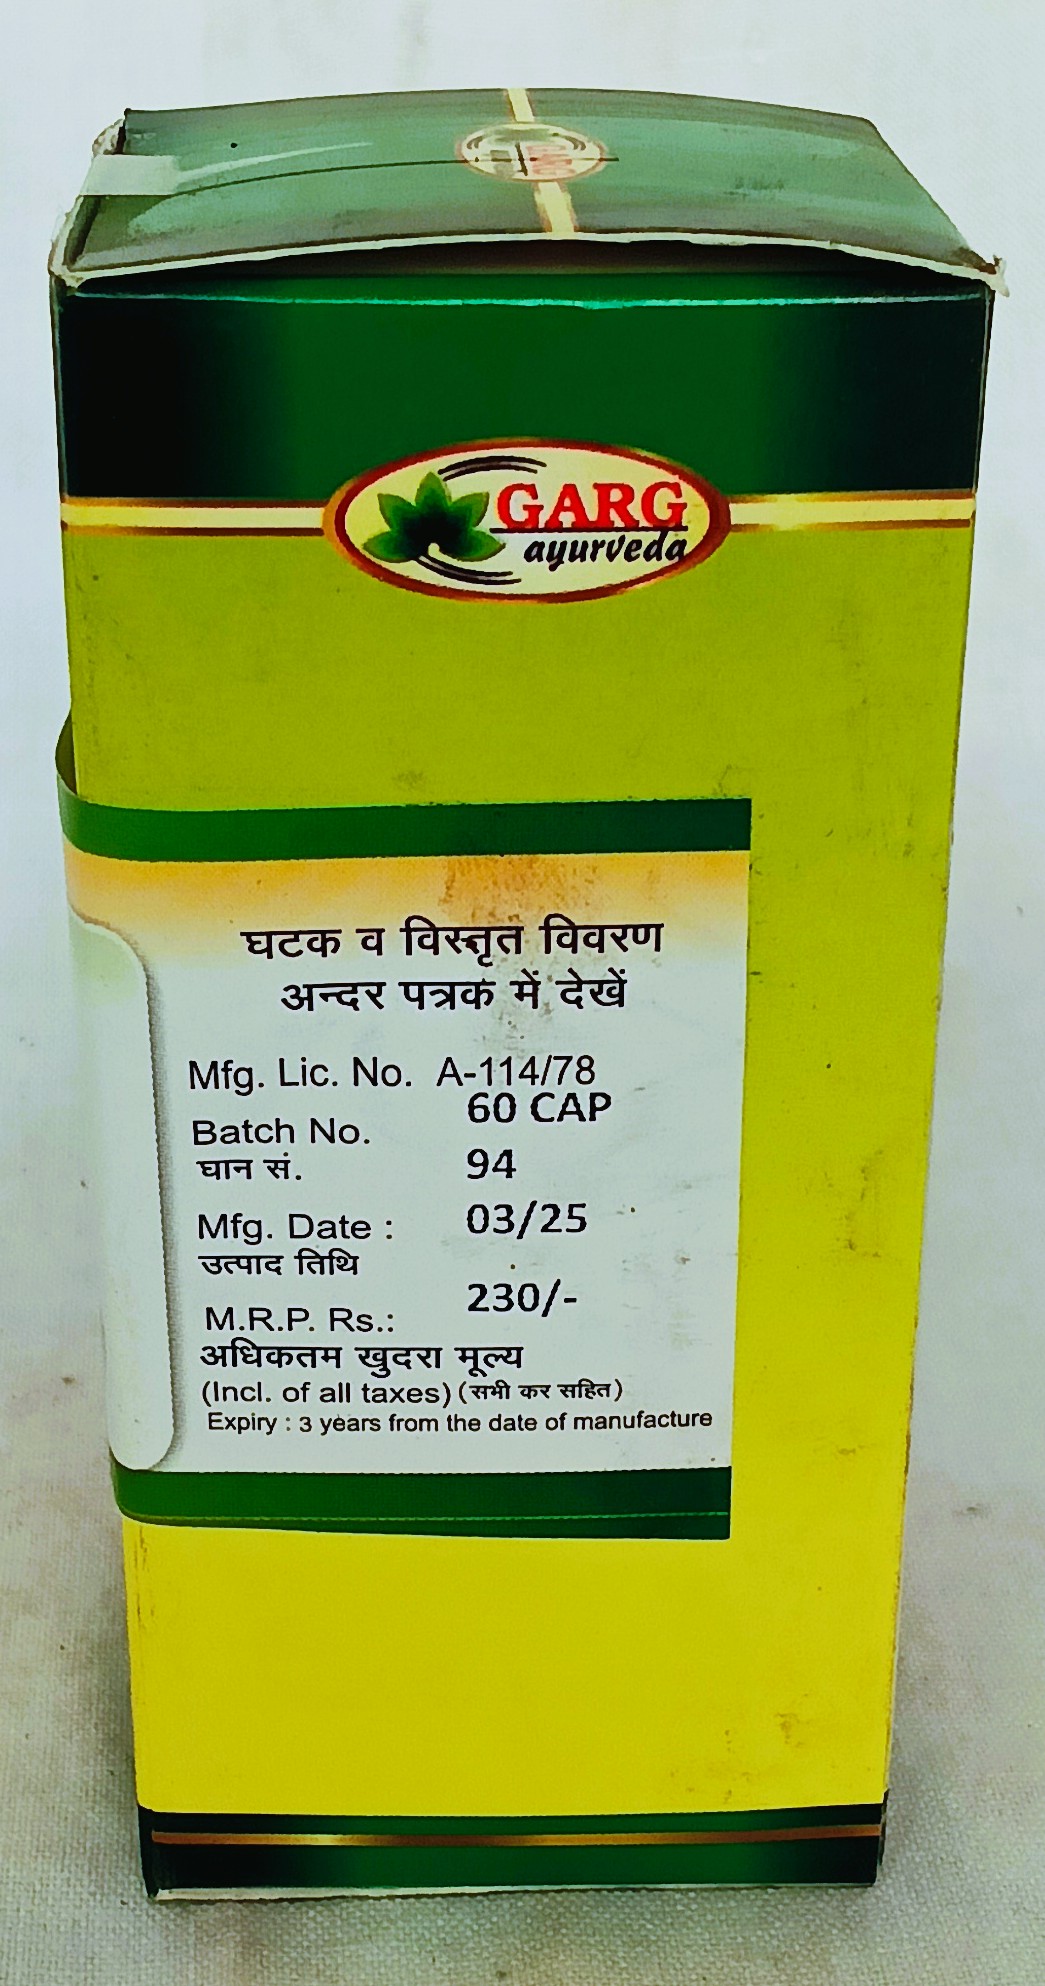 GARG
ayurveda
घटक व विस्तृत विवरण
अन्दर पत्रक में देखें
Mfg. Lic. No. A-114/78
60 CAP
Batch No.
घान सं. 94
Mfg. Date : 03/25
उत्पाद तिथि
M.R.P. Rs.: 230/-
अधिकतम खुदरा मूल्य
(Incl. of all taxes) (सभी कर सहित)
Expiry : 3 years from the date of manufacture